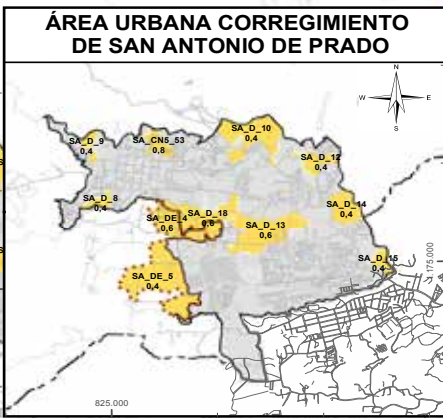 ÁREA URBANA CORREGIMIENTO
DE SAN ANTONIO DE PRADO
N
W
E
S
SA_D_10
0,4
SA_D_9
0,4
SA_CN5_53
0,8
SA_D_12
0,4
SA_D_8
0,4
SA_DE_4
0,6
SA_D_18
0,6
SA_D_13
0,6
SA_D_14
0,4
SA_D_15
0,4
SA_DE_5
0,4
1.175.000
825.000